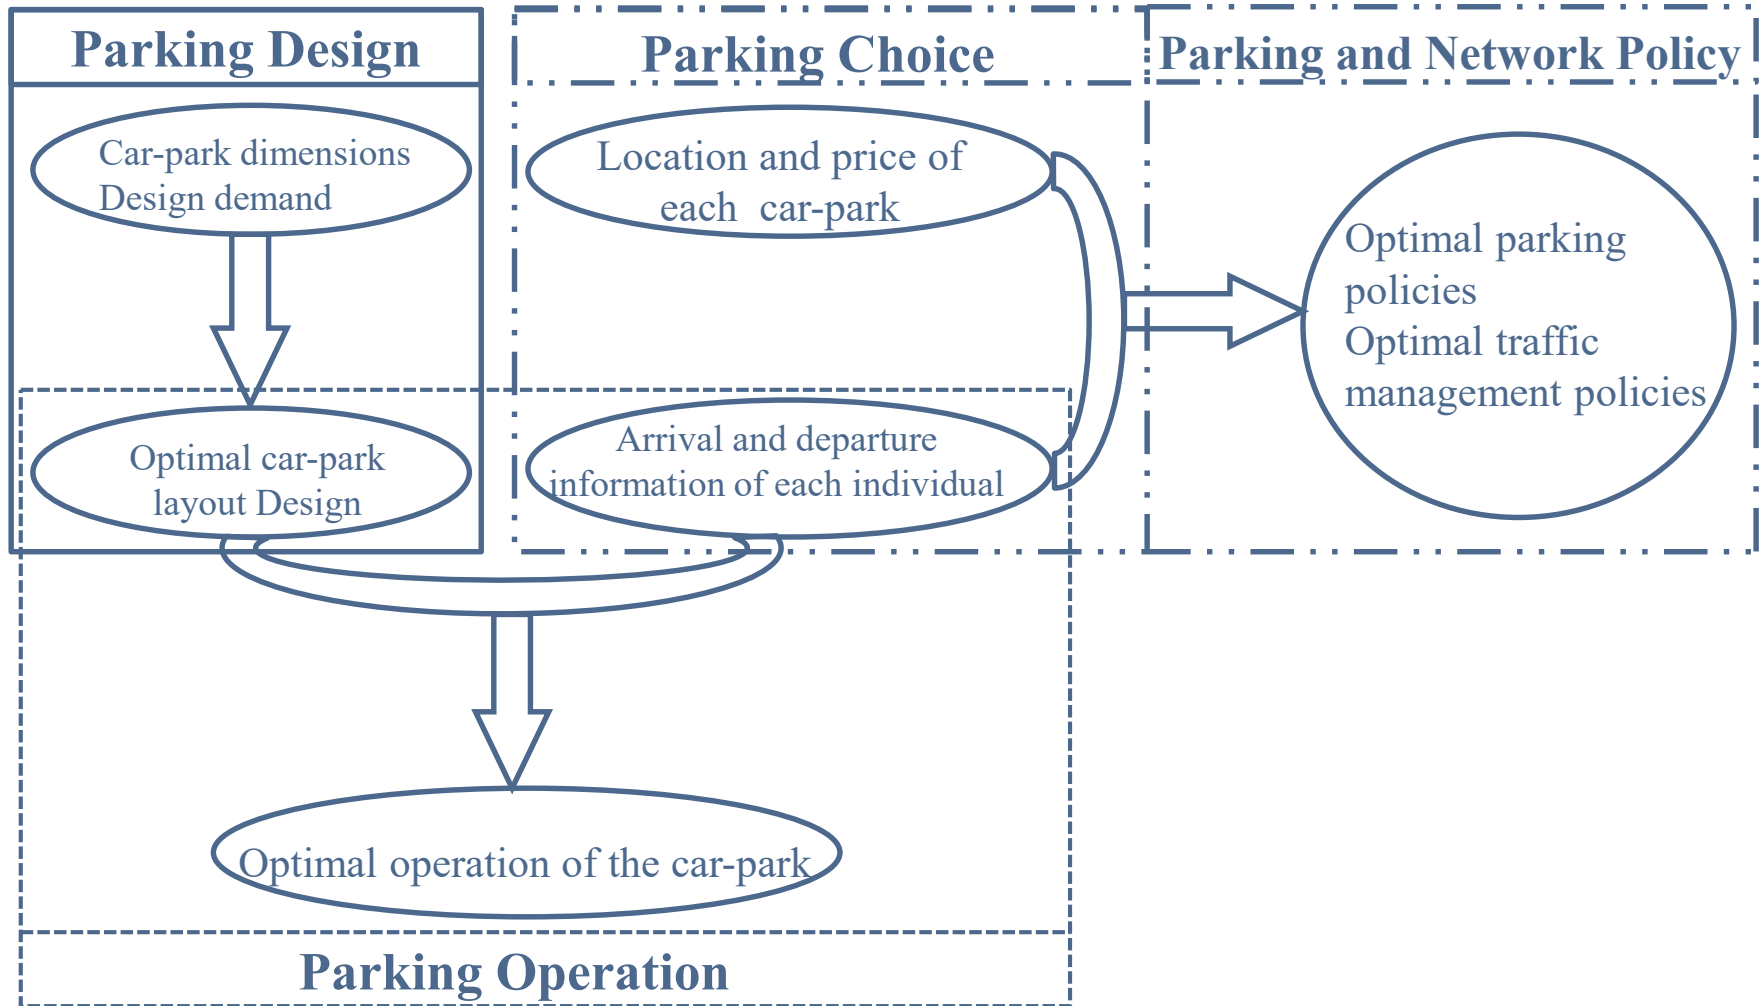 Parking Design
Parking Choice
Parking and Network Policy
Car-park dimensions
Design demand
Location and price of
each car-park
Optimal parking
policies
Optimal traffic
management policies
Optimal car-park
layout Design
Arrival and departure
information of each individual
Optimal operation of the car-park
Parking Operation